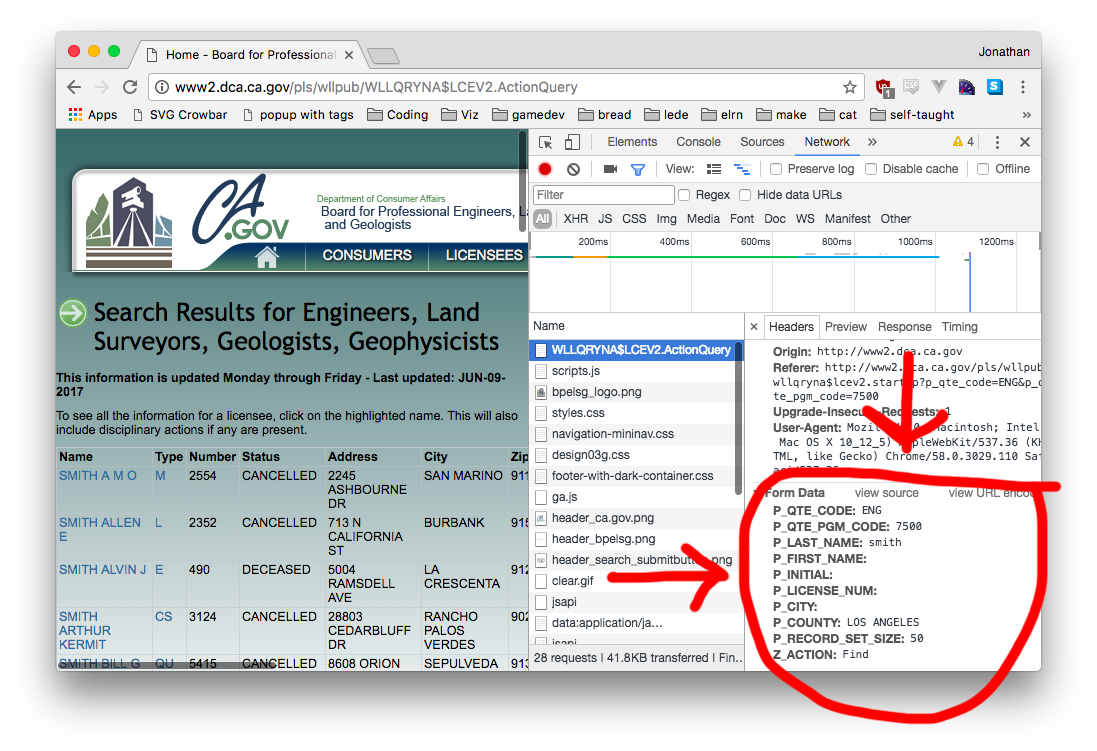 Home - Board for Professional
Jonathan
www2.dca.ca.gov/pls/wllpub/WLLQRYNA$LCEV2.ActionQuery
1
CSS
Apps SVG Crowbar popup with tags Coding Viz gamedev bread lede elrn make cat self-taught »
Elements Console Sources Network » 4
View: Preserve log Disable cache Offline
Filter Regex Hide data URLs
All XHR JS CSS Img Media Font Doc WS Manifest Other
200ms 400ms 600ms 800ms 1000ms 1200ms
CA
.GOV
Department of Consumer Affairs
Board for Professional Engineers, La
and Geologists
CONSUMERS LICENSEES
Search Results for Engineers, Land
Surveyors, Geologists, Geophysicists
This information is updated Monday through Friday - Last updated: JUN-09-
2017
To see all the information for a licensee, click on the highlighted name. This will also
include disciplinary actions if any are present.
Name Type Number Status Address City Zip
SMITH A M O M 2554 CANCELLED 2245 SAN MARINO 911
ASHBOURNE
DR
SMITH ALLEN L 2352 CANCELLED 713 N BURBANK 915
E CALIFORNIA
ST
SMITH ALVIN J E 490 DECEASED 5004 LA 912
RAMSDELL CRESCENTA
AVE
SMITH CS 3124 CANCELLED 28803 RANCHO 902
ARTHUR CEDARBLUFF PALOS
KERMIT DR VERDES
SMITH BILL G QU 5415 CANCELLED 8608 ORION SEPULVEDA 913
Name
WLLQRYNA$LCEV2.ActionQuery
scripts.js
bpelsg_logo.png
styles.css
navigation-mininav.css
design03g.css
footer-with-dark-container.css
ga.js
header_ca.gov.png
header_bpelsg.png
header_search_submitbutton.png
clear.gif
jsapi
data:application/ja…
jsapi
28 requests | 41.8KB transferred | Fin…
× Headers Preview Response Timing
Origin: http://www2.dca.ca.gov
Referer: http://www2.dca.ca.gov/pls/wllpub
wllqryna$lcev2.startup?p_qte_code=ENG&p_q
te_pgm_code=7500
Upgrade-Insecure-Requests: 1
User-Agent: Mozilla/5.0 (Macintosh; Intel
Mac OS X 10_12_5) AppleWebKit/537.36 (KH
TML, like Gecko) Chrome/58.0.3029.110 Saf
ari/537.36
Form Data view source view URL encod
P_QTE_CODE: ENG
P_QTE_PGM_CODE: 7500
P_LAST_NAME: smith
P_FIRST_NAME:
P_INITIAL:
P_LICENSE_NUM:
P_CITY:
P_COUNTY: LOS ANGELES
P_RECORD_SET_SIZE: 50
Z_ACTION: Find